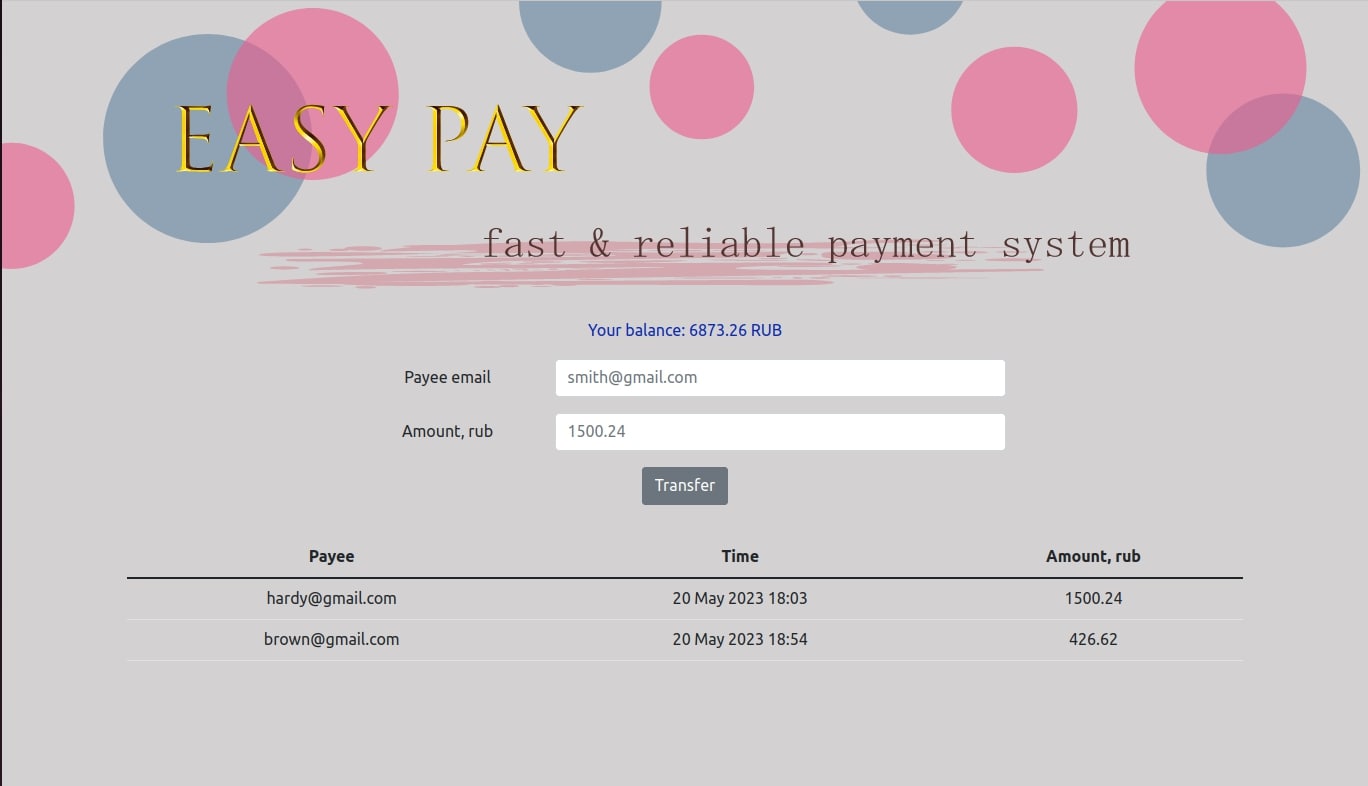 EASY PAY
fast & reliable payment system
Your balance: 6873.26 RUB
Payee email smith@gmail.com
Amount, rub 1500.24
Transfer
Payee Time Amount, rub
hardy@gmail.com 20 May 2023 18:03 1500.24
brown@gmail.com 20 May 2023 18:54 426.62